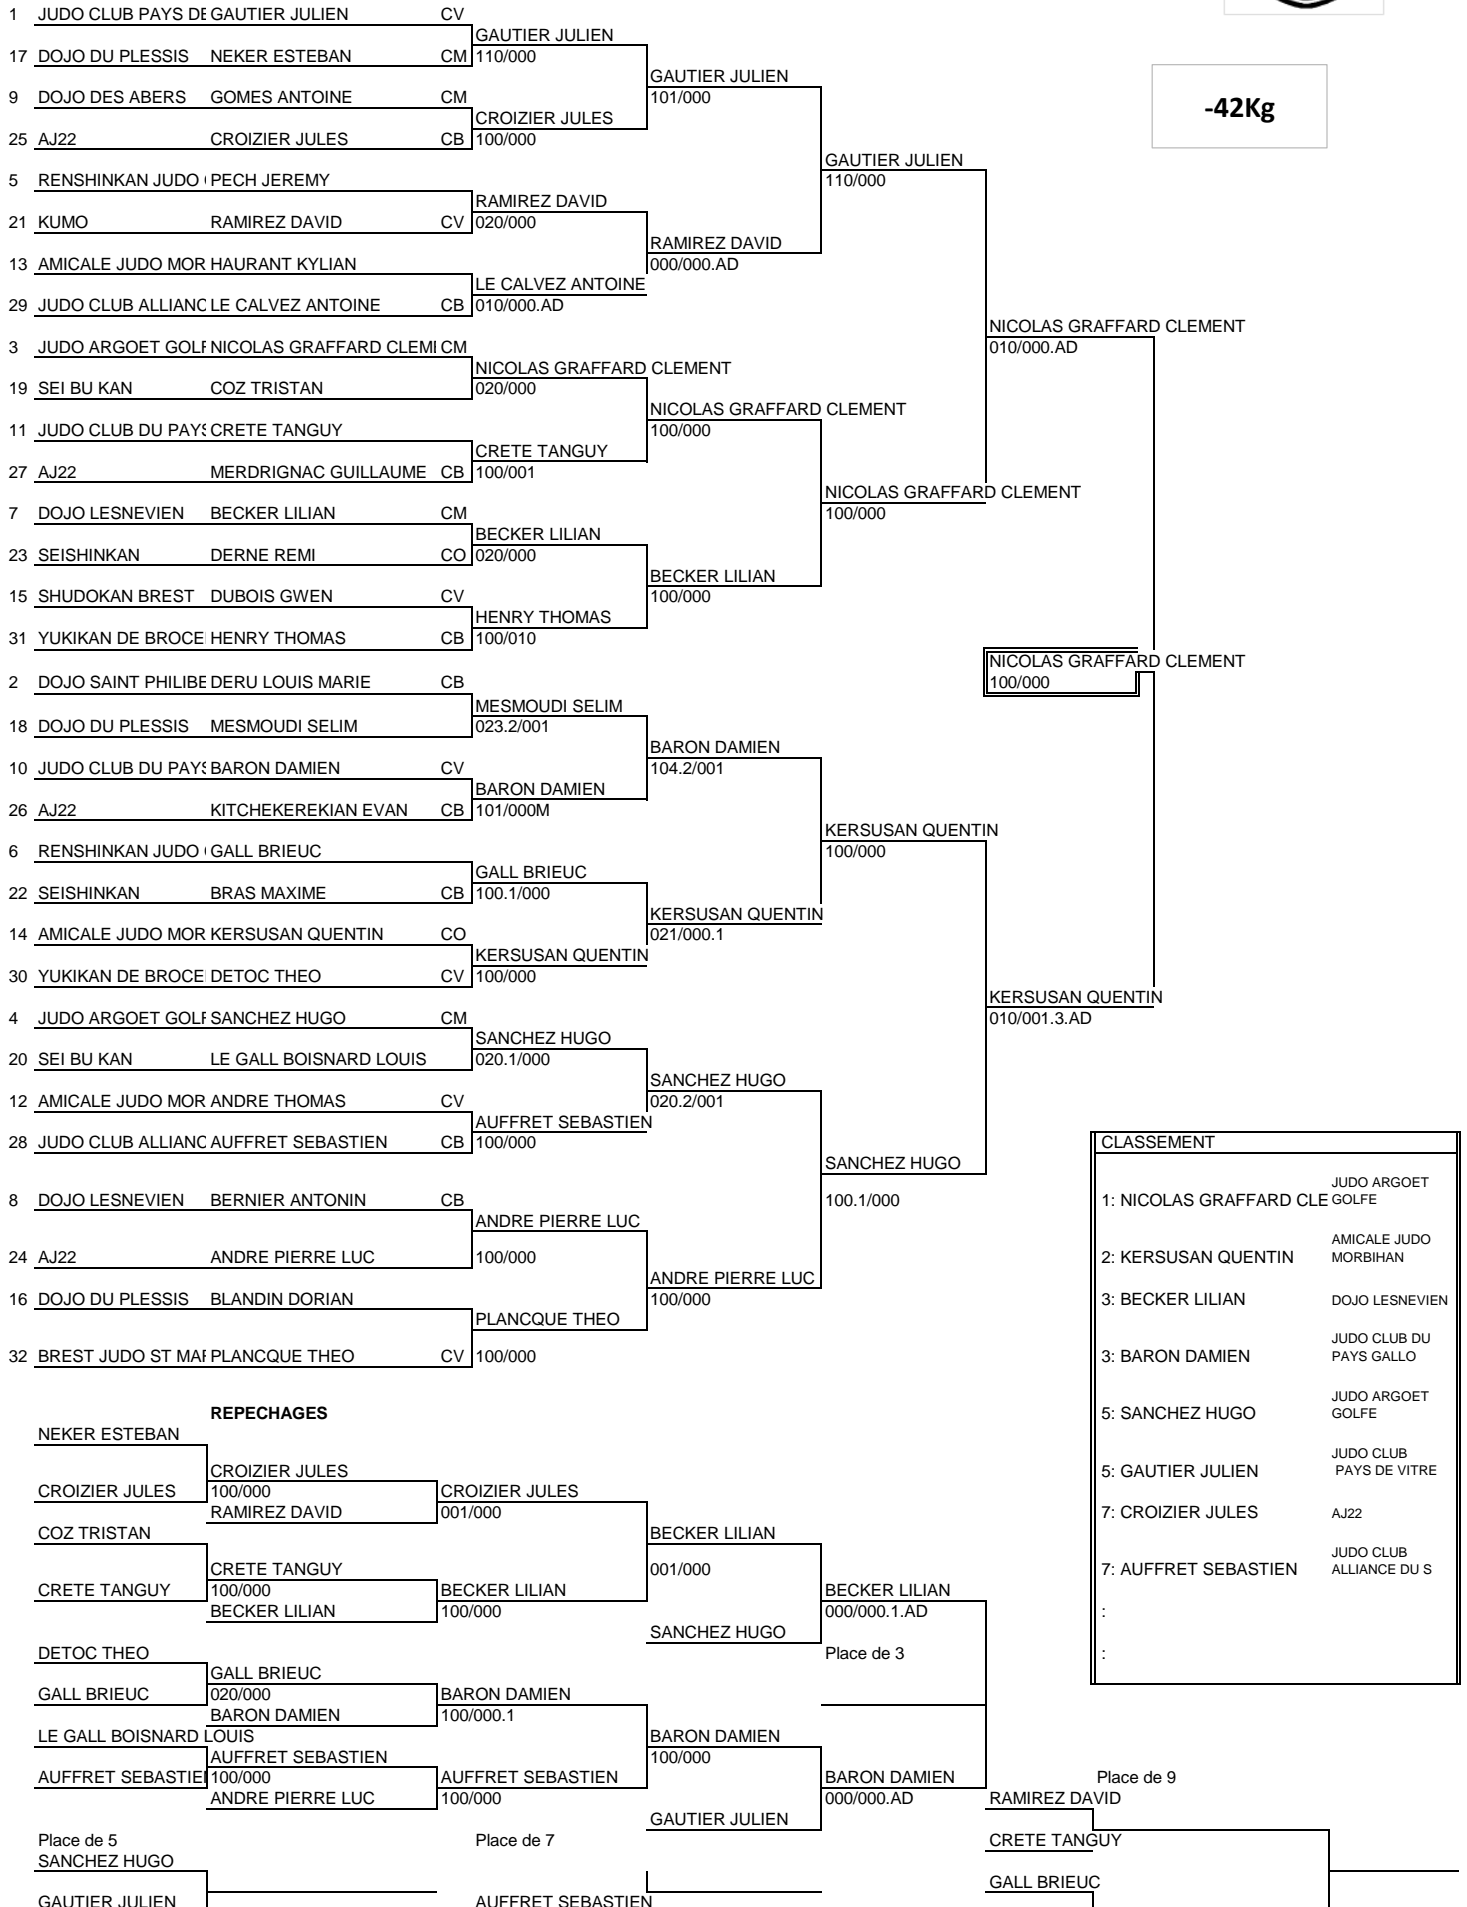 1 JUDO CLUB PAYS DE GAUTIER JULIEN CV
GAUTIER JULIEN
17 DOJO DU PLESSIS NEKER ESTEBAN CM 110/000
GAUTIER JULIEN
9 DOJO DES ABERS GOMES ANTOINE CM 101/000
-42Kg
CROIZIER JULES
25 AJ22 CROIZIER JULES CB 100/000
GAUTIER JULIEN
5 RENSHINKAN JUDO PECH JEREMY 110/000
RAMIREZ DAVID
21 KUMO RAMIREZ DAVID CV 020/000
RAMIREZ DAVID
13 AMICALE JUDO MOR HAURANT KYLIAN 000/000.AD
LE CALVEZ ANTOINE
29 JUDO CLUB ALLIANC LE CALVEZ ANTOINE CB 010/000.AD
NICOLAS GRAFFARD CLEMENT
3 JUDO ARGOET GOLF NICOLAS GRAFFARD CLEM CM 010/000.AD
NICOLAS GRAFFARD CLEMENT
19 SEI BU KAN COZ TRISTAN 020/000
NICOLAS GRAFFARD CLEMENT
11 JUDO CLUB DU PAYS CRETE TANGUY 100/000
CRETE TANGUY
27 AJ22 MERDRIGNAC GUILLAUME CB 100/001
NICOLAS GRAFFARD CLEMENT
7 DOJO LESNEVIEN BECKER LILIAN CM 100/000
BECKER LILIAN
23 SEISHINKAN DERNE REMI CO 020/000
BECKER LILIAN
15 SHUDOKAN BREST DUBOIS GWEN CV 100/000
HENRY THOMAS
31 YUKIKAN DE BROCE HENRY THOMAS CB 100/010
NICOLAS GRAFFARD CLEMENT
2 DOJO SAINT PHILIBE DERU LOUIS MARIE CB 100/000
MESMOUDI SELIM
18 DOJO DU PLESSIS MESMOUDI SELIM 023.2/001
BARON DAMIEN
10 JUDO CLUB DU PAYS BARON DAMIEN CV 104.2/001
BARON DAMIEN
26 AJ22 KITCHEKEREKIAN EVAN CB 101/000M
KERSUSAN QUENTIN
6 RENSHINKAN JUDO GALL BRIEUC 100/000
GALL BRIEUC
22 SEISHINKAN BRAS MAXIME CB 100.1/000
KERSUSAN QUENTIN
14 AMICALE JUDO MOR KERSUSAN QUENTIN CO 021/000.1
KERSUSAN QUENTIN
30 YUKIKAN DE BROCE DETOC THEO CV 100/000
KERSUSAN QUENTIN
4 JUDO ARGOET GOLF SANCHEZ HUGO CM 010/001.3.AD
SANCHEZ HUGO
20 SEI BU KAN LE GALL BOISNARD LOUIS 020.1/000
SANCHEZ HUGO
12 AMICALE JUDO MOR ANDRE THOMAS CV 020.2/001
AUFFRET SEBASTIEN
28 JUDO CLUB ALLIANC AUFFRET SEBASTIEN CB 100/000
CLASSEMENT
SANCHEZ HUGO
JUDO ARGOET
8 DOJO LESNEVIEN BERNIER ANTONIN CB 100.1/000 1: NICOLAS GRAFFARD CLE GOLFE
ANDRE PIERRE LUC
AMICALE JUDO
24 AJ22 ANDRE PIERRE LUC 100/000 2: KERSUSAN QUENTIN MORBIHAN
ANDRE PIERRE LUC
16 DOJO DU PLESSIS BLANDIN DORIAN 100/000 3: BECKER LILIAN DOJO LESNEVIEN
PLANCQUE THEO
JUDO CLUB DU
32 BREST JUDO ST MAR PLANCQUE THEO CV 100/000 3: BARON DAMIEN PAYS GALLO
JUDO ARGOET
REPECHAGES 5: SANCHEZ HUGO GOLFE
NEKER ESTEBAN
JUDO CLUB
CROIZIER JULES 5: GAUTIER JULIEN PAYS DE VITRE
CROIZIER JULES 100/000 CROIZIER JULES
RAMIREZ DAVID 001/000 7: CROIZIER JULES AJ22
COZ TRISTAN BECKER LILIAN
JUDO CLUB
CRETE TANGUY 001/000 7: AUFFRET SEBASTIEN ALLIANCE DU S
CRETE TANGUY 100/000 BECKER LILIAN BECKER LILIAN
BECKER LILIAN 100/000 000/000.1.AD :
SANCHEZ HUGO
DETOC THEO Place de 3 :
GALL BRIEUC
GALL BRIEUC 020/000 BARON DAMIEN
BARON DAMIEN 100/000.1
LE GALL BOISNARD LOUIS BARON DAMIEN
AUFFRET SEBASTIEN 100/000
AUFFRET SEBASTIE 100/000 AUFFRET SEBASTIEN BARON DAMIEN Place de 9
ANDRE PIERRE LUC 100/000 000/000.AD RAMIREZ DAVID
GAUTIER JULIEN
Place de 5 Place de 7 CRETE TANGUY
SANCHEZ HUGO
GALL BRIEUC
GAUTIER JULIEN AUFFRET SEBASTIEN